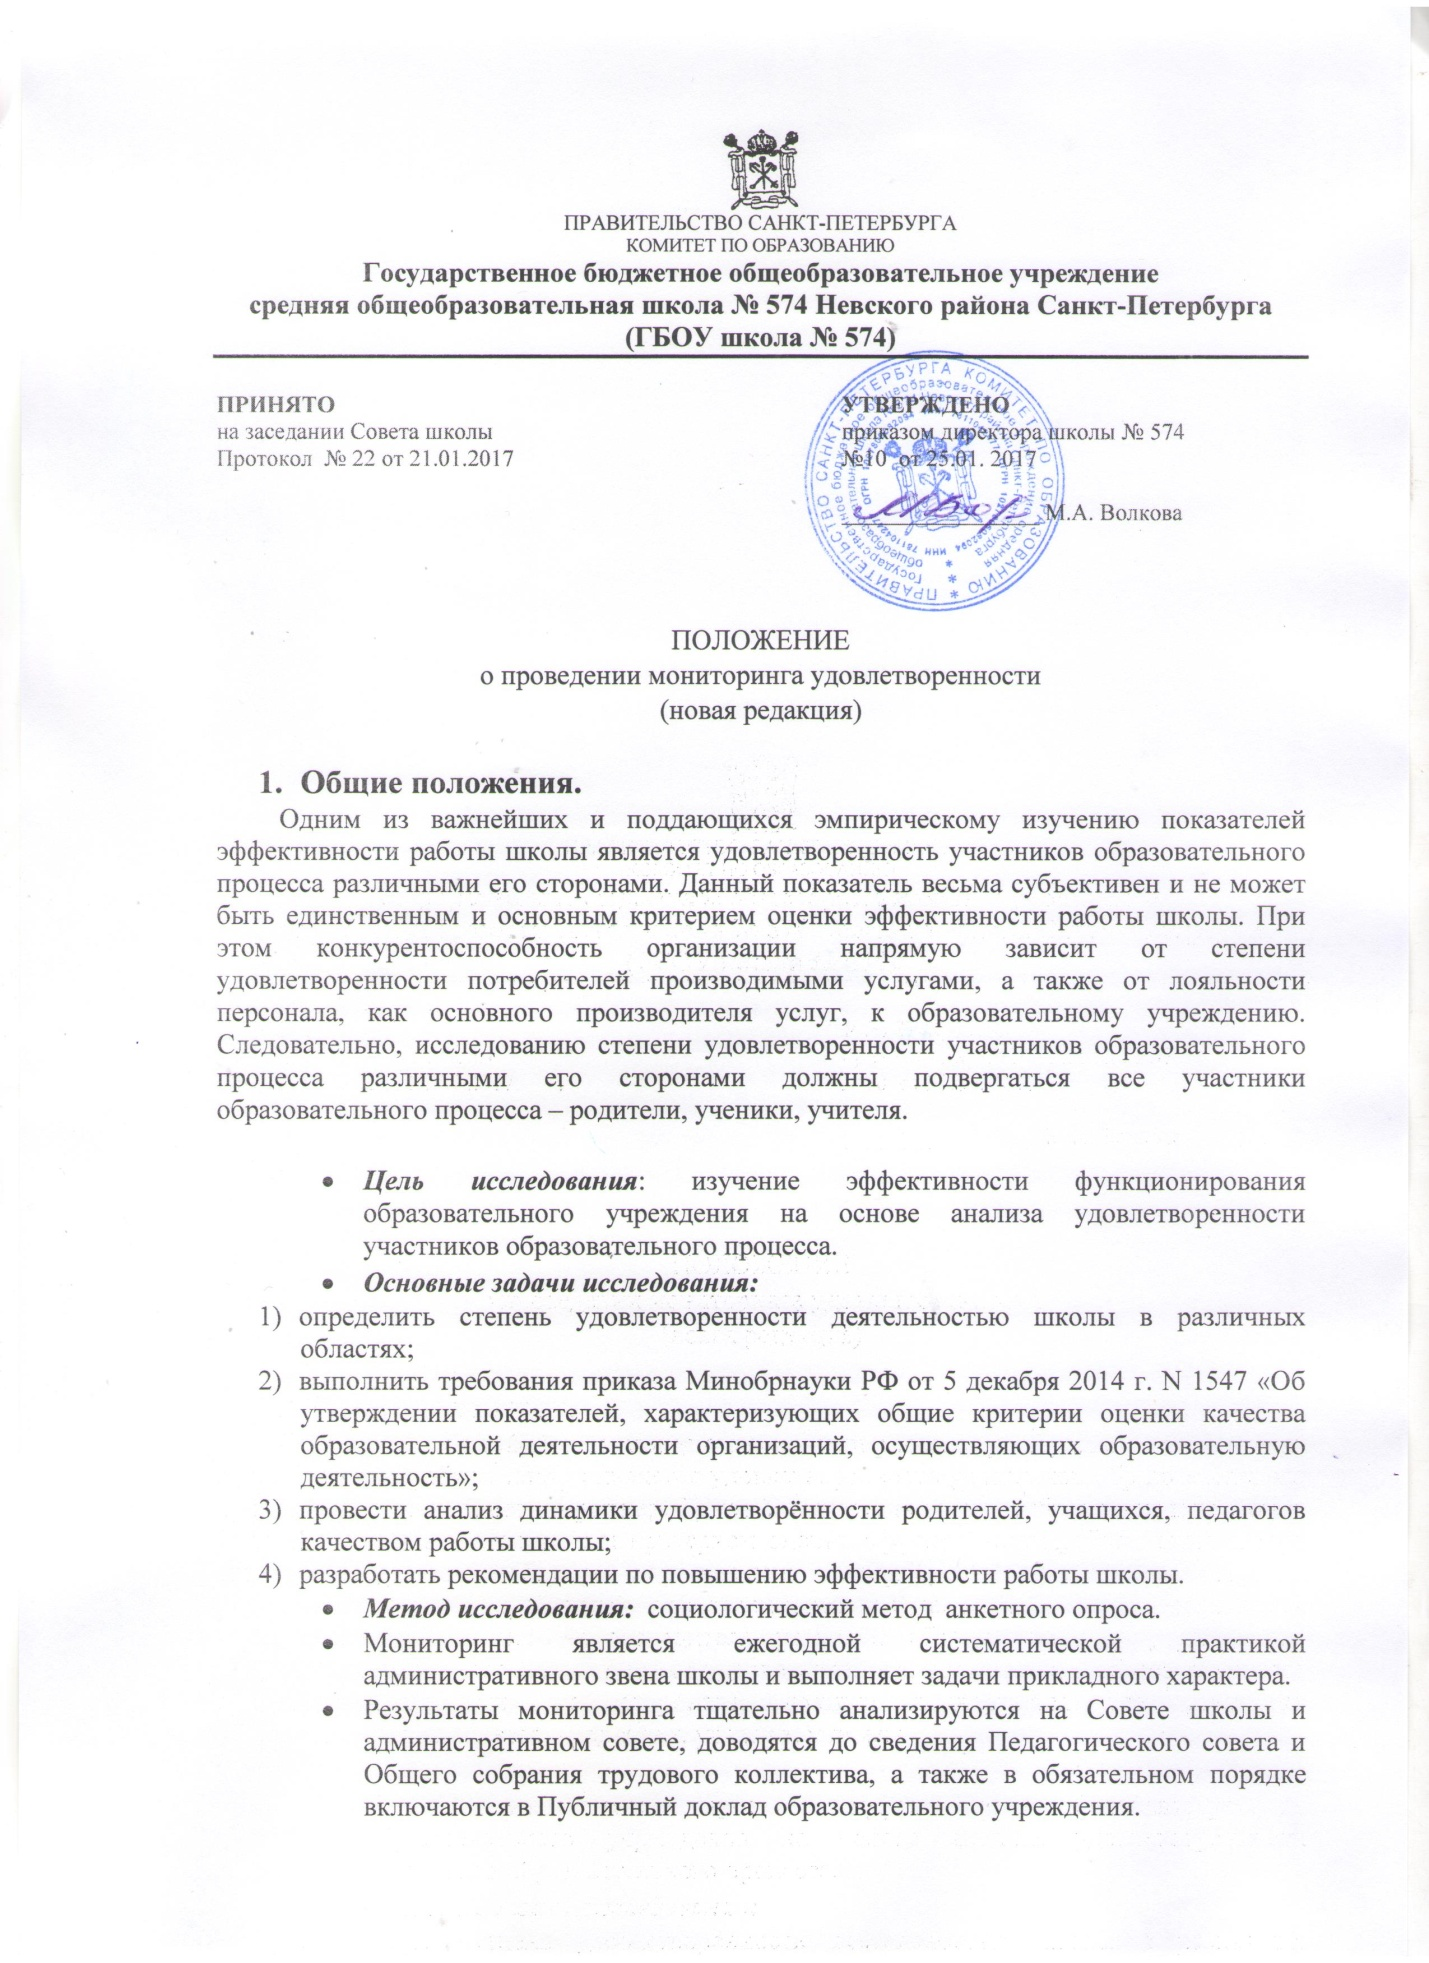 ПРАВИТЕЛЬСТВО САНКТ-ПЕТЕРБУРГА
КОМИТЕТ ПО ОБРАЗОВАНИЮ
Государственное бюджетное общеобразовательное учреждение
средняя общеобразовательная школа № 574 Невского района Санкт-Петербурга
(ГБОУ школа № 574)
ПРИНЯТО
на заседании Совета школы
Протокол № 22 от 21.01.2017
УТВЕРЖДЕНО
приказом директора школы № 574
№10 от 25.01. 2017
М.А. Волкова
ПРАВИТЕЛЬСТВО САНКТ-ПЕТЕРБУРГА КОМИТЕТ ПО ОБРАЗОВАНИЮ
ПОЛОЖЕНИЕ
о проведении мониторинга удовлетворенности
(новая редакция)
1. Общие положения.
Одним из важнейших и поддающихся эмпирическому изучению показателей
эффективности работы школы является удовлетворенность участников образовательного
процесса различными его сторонами. Данный показатель весьма субъективен и не может
быть единственным и основным критерием оценки эффективности работы школы. При
этом конкурентоспособность организации напрямую зависит от степени
удовлетворенности потребителей производимыми услугами, а также от лояльности
персонала, как основного производителя услуг, к образовательному учреждению.
Следовательно, исследованию степени удовлетворенности участников образовательного
процесса различными его сторонами должны подвергаться все участники
образовательного процесса – родители, ученики, учителя.
• Цель исследования: изучение эффективности функционирования
образовательного учреждения на основе анализа удовлетворенности
участников образовательного процесса.
• Основные задачи исследования:
1) определить степень удовлетворенности деятельностью школы в различных
областях;
2) выполнить требования приказа Минобрнауки РФ от 5 декабря 2014 г. N 1547 «Об
утверждении показателей, характеризующих общие критерии оценки качества
образовательной деятельности организаций, осуществляющих образовательную
деятельность»;
3) провести анализ динамики удовлетворённости родителей, учащихся, педагогов
качеством работы школы;
4) разработать рекомендации по повышению эффективности работы школы.
• Метод исследования: социологический метод анкетного опроса.
• Мониторинг является ежегодной систематической практикой
административного звена школы и выполняет задачи прикладного характера.
• Результаты мониторинга тщательно анализируются на Совете школы и
административном совете, доводятся до сведения Педагогического совета и
Общего собрания трудового коллектива, а также в обязательном порядке
включаются в Публичный доклад образовательного учреждения.